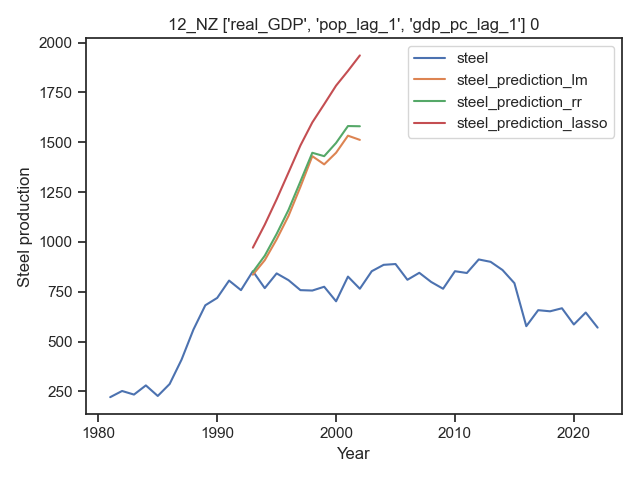 12_NZ ['real_GDP', 'pop_lag_1', 'gdp_pc_lag_1'] 0
steel
steel_prediction_lm
steel_prediction_rr
steel_prediction_lasso
Steel production
2000
1750
1500
1250
1000
750
500
250
1980 1990 2000 2010 2020
Year